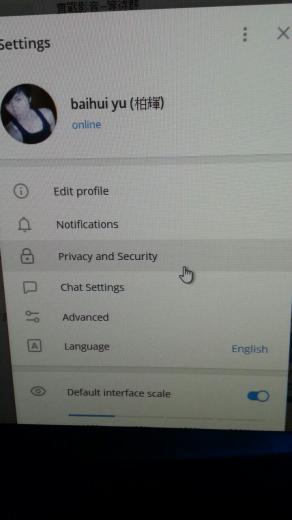 Settings
baihui yu (柏輝)
online
Edit profile
Notifications
Privacy and Security
Chat Settings
Advanced
A
Language
English
Default interface scale